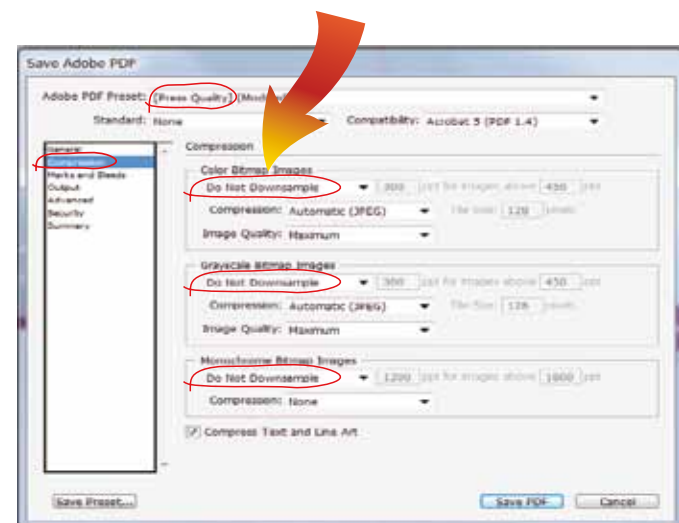 Save Adobe PDF
Adobe PDF Preset: [Press Quality]
Standard: None Compatibility: Acrobat 5 (PDF 1.4)
General
Compression
Marks and Bleeds
Output
Advanced
Security
Summary
Compression
Color Bitmap Images
Do Not Downsample 300 ppi for images above 450 ppi
Compression: Automatic (JPEG) Tile Size: 128 pixels
Image Quality: Maximum
Grayscale Bitmap Images
Do Not Downsample 300 ppi for images above 450 ppi
Compression: Automatic (JPEG) Tile Size: 128 pixels
Image Quality: Maximum
Monochrome Bitmap Images
Do Not Downsample 1200 ppi for images above 1800 ppi
Compression: None
Compress Text and Line Art
Save Preset... Save PDF Cancel